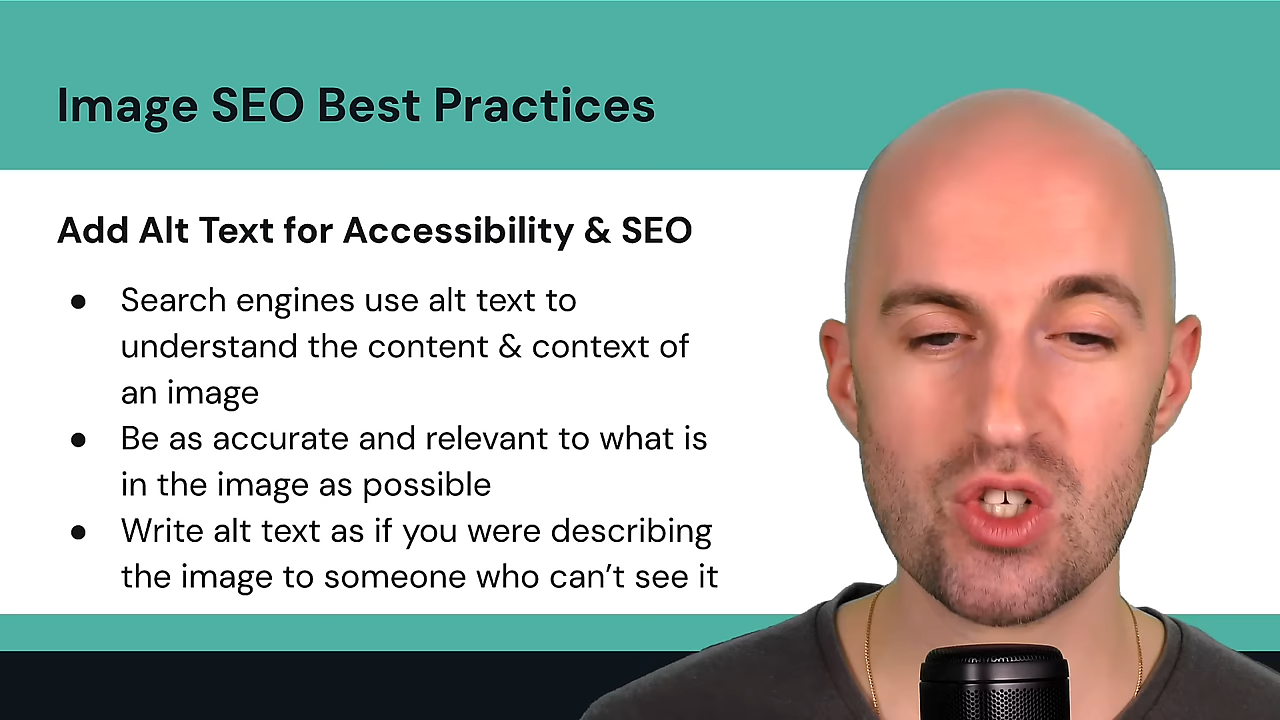 Image SEO Best Practices
Add Alt Text for Accessibility & SEO
● Search engines use alt text to
understand the content & context of
an image
● Be as accurate and relevant to what is
in the image as possible
● Write alt text as if you were describing
the image to someone who can’t see it